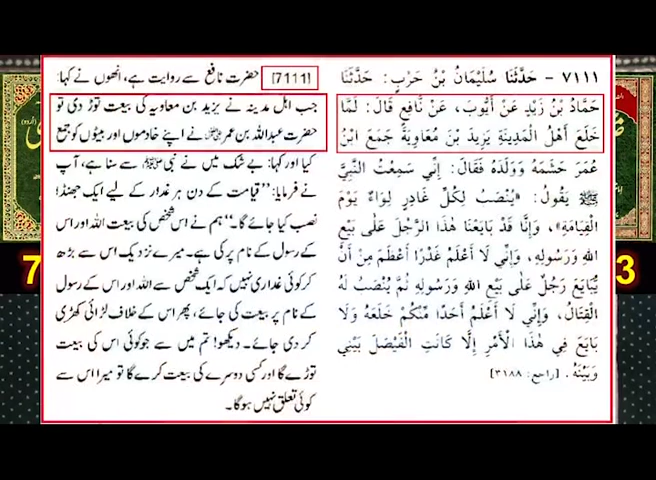 ٧١١١ - حَدَّثَنَا سُلَيْمَانُ بْنُ حَرْبٍ: حَدَّثَنَا
حَمَّادُ بْنُ زَيْدٍ عَنْ أَيُّوبَ، عَنْ نَافِعٍ قَالَ: لَمَّا
خَلَعَ أَهْلُ الْمَدِينَةِ يَزِيدَ بْنَ مُعَاوِيَةَ جَمَعَ ابْنُ
عُمَرَ حَشَمَهُ وَوَلَدَهُ فَقَالَ: إِنِّي سَمِعْتُ النَّبِيَّ
ﷺ يَقُولُ: «يُنْصَبُ لِكُلِّ غَادِرٍ لِوَاءٌ يَوْمَ
الْقِيَامَةِ»، وَإِنَّا قَدْ بَايَعْنَا هٰذَا الرَّجُلَ عَلٰى بَيْعِ
اللهِ وَرَسُولِهِ، وَإِنِّي لَا أَعْلَمُ غَدْرًا أَعْظَمَ مِنْ أَنْ
يُّبَايَعَ رَجُلٌ عَلٰى بَيْعِ اللهِ وَرَسُولِهِ ثُمَّ يُنْصَبُ لَهُ
الْقِتَالُ، وَإِنِّي لَا أَعْلَمُ أَحَدًا مِّنْكُمْ خَلَعَهُ وَلَا
بَايَعَ فِي هٰذَا الْأَمْرِ إِلَّا كَانَتِ الْفَيْصَلَ بَيْنِي
وَبَيْنَهُ. [راجع: ٣١٨٨]
[7111] حضرت نافع سے روایت ہے، انھوں نے کہا:
جب اہل مدینہ نے یزید بن معاویہ کی بیعت توڑ دی تو
حضرت عبداللہ بن عمر ؓ نے اپنے خادموں اور بیٹوں کو جمع
کیا اور کہا: بے شک میں نے نبی ﷺ سے سنا ہے، آپ
نے فرمایا: ’’قیامت کے دن ہر غدار کے لیے ایک جھنڈا
نصب کیا جائے گا۔‘‘ ہم نے اس شخص کی بیعت اللہ اور اس
کے رسول کے نام پر کی ہے۔ میرے نزدیک اس سے بڑھ
کر کوئی غداری نہیں کہ ایک شخص سے اللہ اور اس کے رسول
کے نام پر بیعت کی جائے، پھر اس کے خلاف لڑائی کھڑی
کر دی جائے۔ دیکھو! تم میں سے جو کوئی اس کی بیعت
توڑے گا اور کسی دوسرے کی بیعت کرے گا تو میرا اس سے
کوئی تعلق نہیں ہو گا۔
7
3